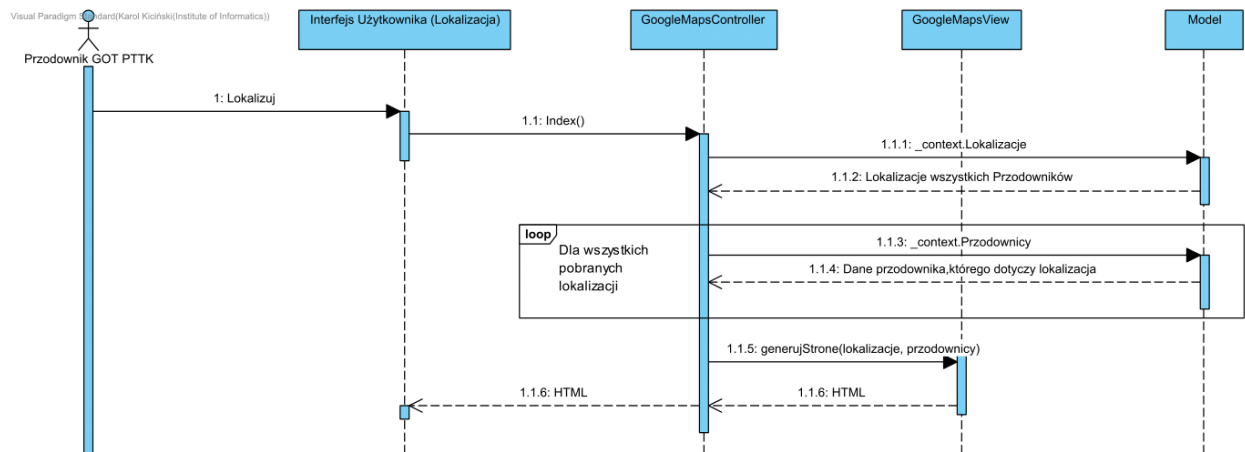 Visual Paradigm Standard(Karol Kiciński(Institute of Informatics))
Przodownik GOT PTTK
Interfejs Użytkownika (Lokalizacja)
GoogleMapsController
GoogleMapsView
Model
1: Lokalizuj
1.1: Index()
1.1.1: _context.Lokalizacje
1.1.2: Lokalizacje wszystkich Przodowników
loop
Dla wszystkich
pobranych
lokalizacji
1.1.3: _context.Przodownicy
1.1.4: Dane przodownika,którego dotyczy lokalizacja
1.1.5: generujStrone(lokalizacje, przodownicy)
1.1.6: HTML
1.1.6: HTML